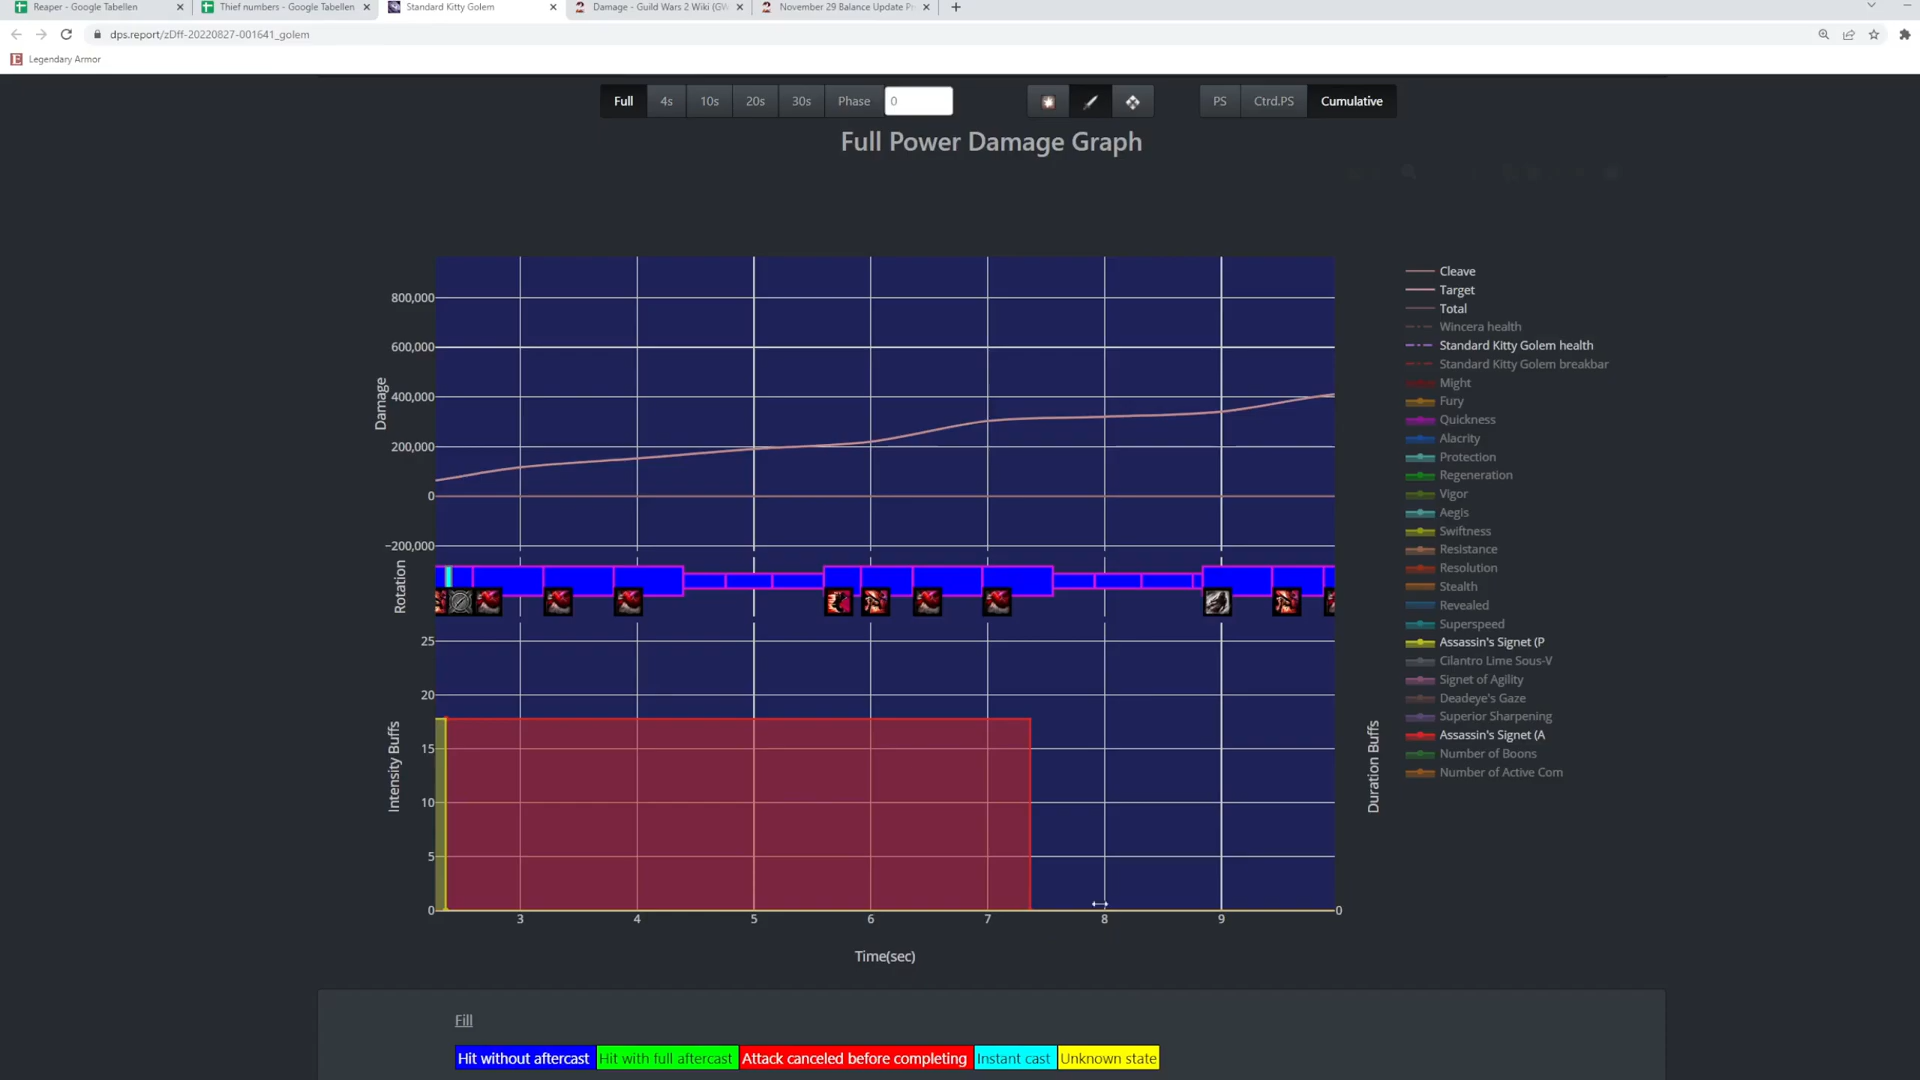 Reaper - Google Tabellen
Thief numbers - Google Tabellen
Standard Kitty Golem
Damage - Guild Wars 2 Wiki (GW
November 29 Balance Update Pr
dps.report/zDff-20220827-001641_golem
Legendary Armor
Full 4s 10s 20s 30s Phase 0
PS Ctrd.PS Cumulative
Full Power Damage Graph
Damage
800,000
600,000
400,000
200,000
0
−200,000
Rotation
Intensity Buffs
25
20
15
10
5
0
3 4 5 6 7 8 9
0
Time(sec)
Duration Buffs
Cleave
Target
Total
Wincera health
Standard Kitty Golem health
Standard Kitty Golem breakbar
Might
Fury
Quickness
Alacrity
Protection
Regeneration
Vigor
Aegis
Swiftness
Resistance
Resolution
Stealth
Revealed
Superspeed
Assassin's Signet (P
Cilantro Lime Sous-V
Signet of Agility
Deadeye's Gaze
Superior Sharpening
Assassin's Signet (A
Number of Boons
Number of Active Com
Fill
Hit without aftercast Hit with full aftercast Attack canceled before completing Instant cast Unknown state